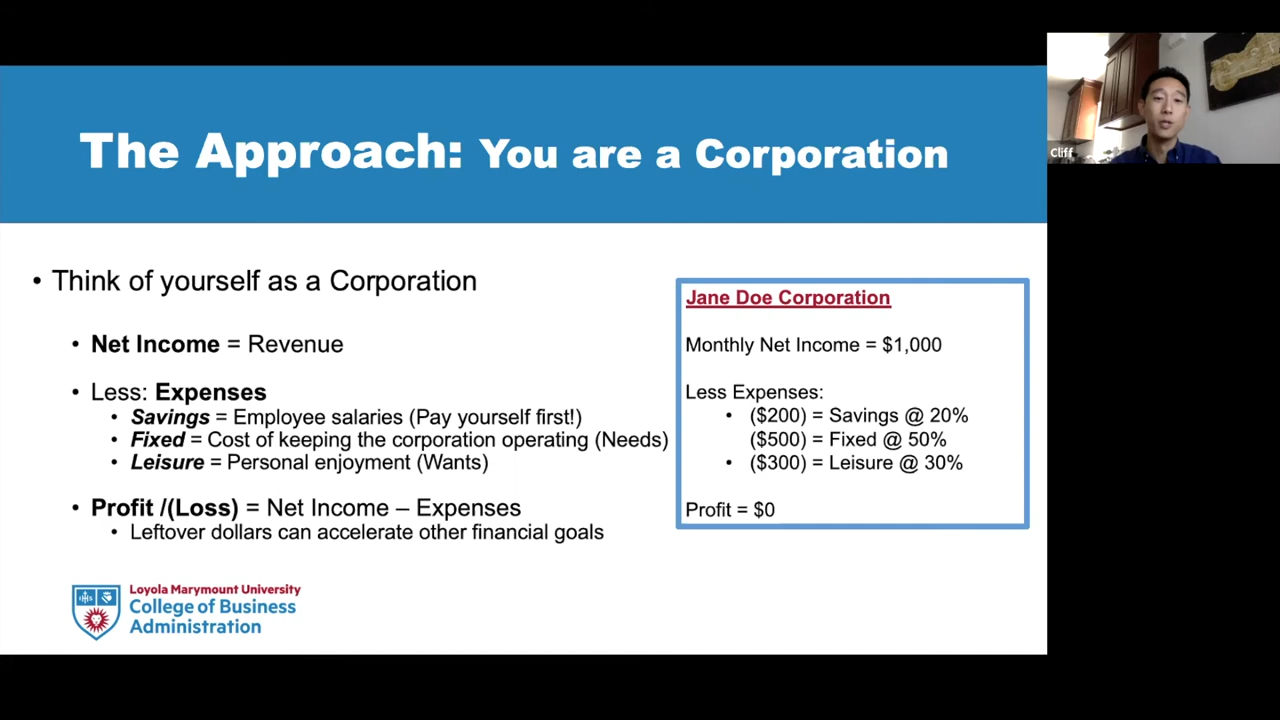 The Approach: You are a Corporation
Cliff
• Think of yourself as a Corporation
• Net Income = Revenue
• Less: Expenses
• Savings = Employee salaries (Pay yourself first!)
• Fixed = Cost of keeping the corporation operating (Needs)
• Leisure = Personal enjoyment (Wants)
• Profit /(Loss) = Net Income – Expenses
• Leftover dollars can accelerate other financial goals
Jane Doe Corporation
Monthly Net Income = $1,000
Less Expenses:
• ($200) = Savings @ 20%
($500) = Fixed @ 50%
• ($300) = Leisure @ 30%
Profit = $0
Loyola Marymount University
College of Business
Administration